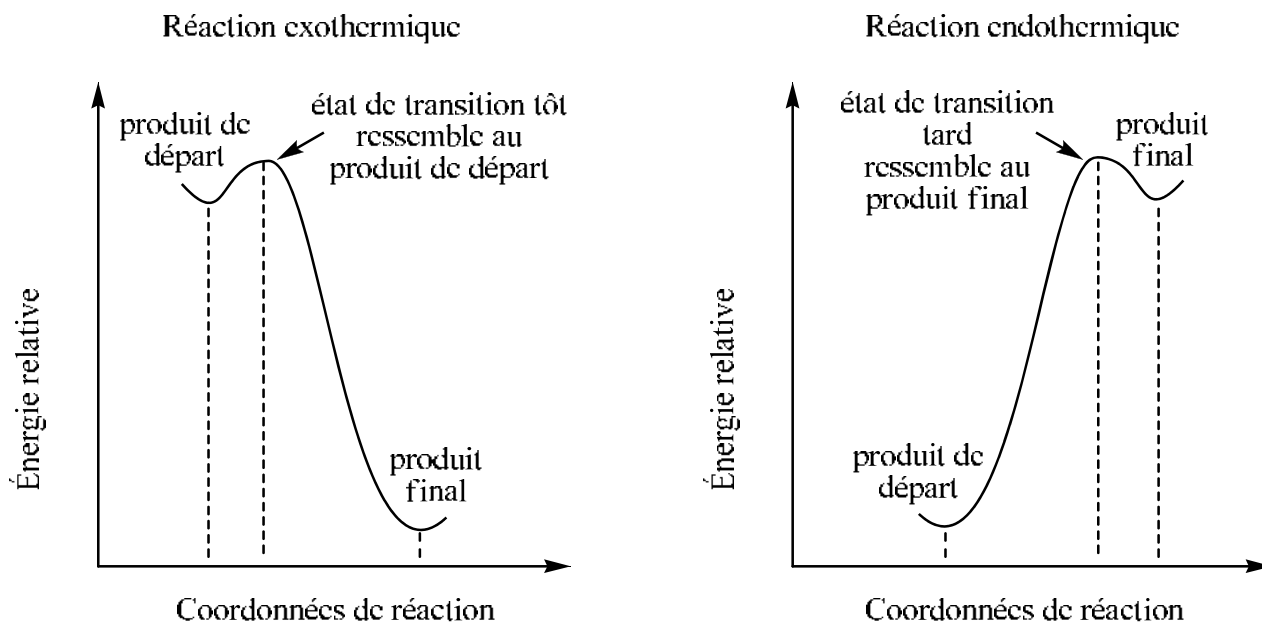 Réaction exothermique
produit de
départ
état de transition tôt
ressemble au
produit de départ
produit
final
Énergie relative
Coordonnées de réaction
Réaction endothermique
état de transition
tard
ressemble au
produit final
produit
final
produit de
départ
Énergie relative
Coordonnées de réaction